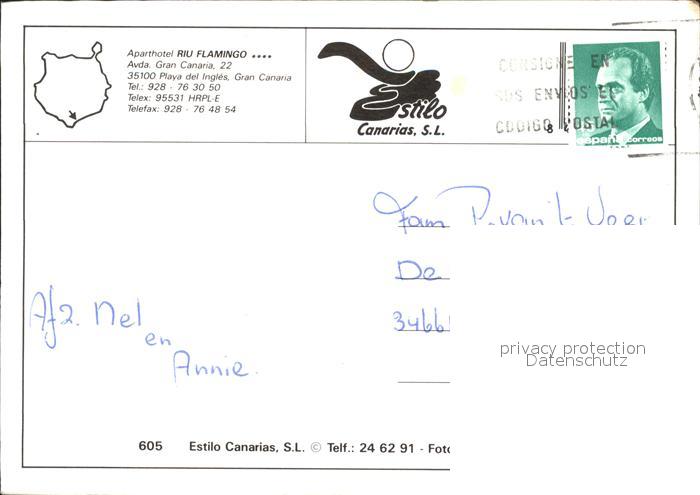 Aparthotel RIU FLAMINGO ••••
Avda. Gran Canaria, 22
35100 Playa del Inglés, Gran Canaria
Tel.: 928 - 76 30 50
Telex: 95531 HRPL-E
Telefax: 928 - 76 48 54
Estilo
Canarias, S.L.
CONSIGNE EN
SUS ENVIOS EL
CODIGO POSTAL
españa correos
Fam
De
3466
Afz. Nel
en
Annie.
privacy protection
Datenschutz
605 Estilo Canarias, S.L. © Telf.: 24 62 91 - Foto